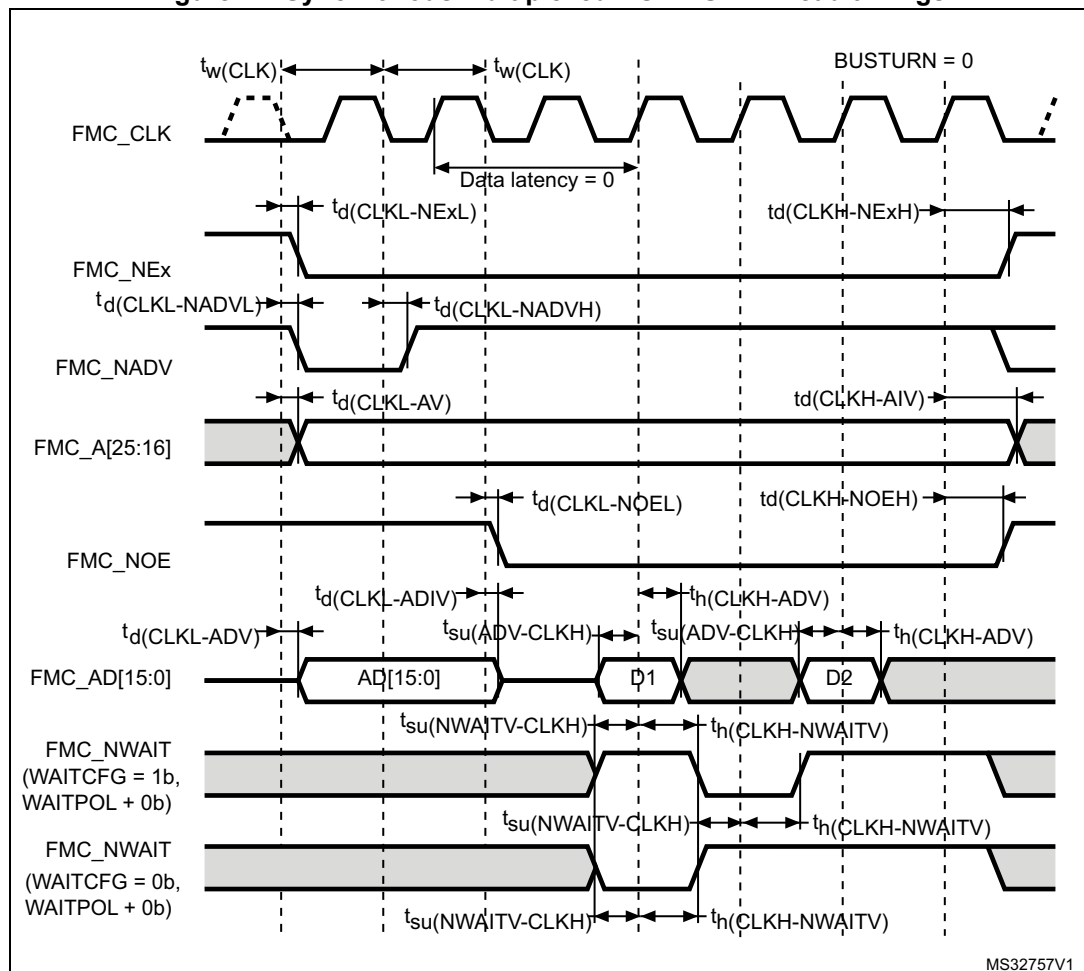 tw(CLK) tw(CLK) BUSTURN = 0
FMC_CLK
Data latency = 0
td(CLKL-NExL) td(CLKH-NExH)
FMC_NEx
td(CLKL-NADVL) td(CLKL-NADVH)
FMC_NADV
td(CLKL-AV) td(CLKH-AIV)
FMC_A[25:16]
td(CLKL-NOEL) td(CLKH-NOEH)
FMC_NOE
td(CLKL-ADIV) th(CLKH-ADV)
td(CLKL-ADV) tsu(ADV-CLKH) tsu(ADV-CLKH) th(CLKH-ADV)
FMC_AD[15:0] AD[15:0] D1 D2
tsu(NWAITV-CLKH) th(CLKH-NWAITV)
FMC_NWAIT
(WAITCFG = 1b,
WAITPOL + 0b)
tsu(NWAITV-CLKH) th(CLKH-NWAITV)
FMC_NWAIT
(WAITCFG = 0b,
WAITPOL + 0b)
tsu(NWAITV-CLKH) th(CLKH-NWAITV)
MS32757V1